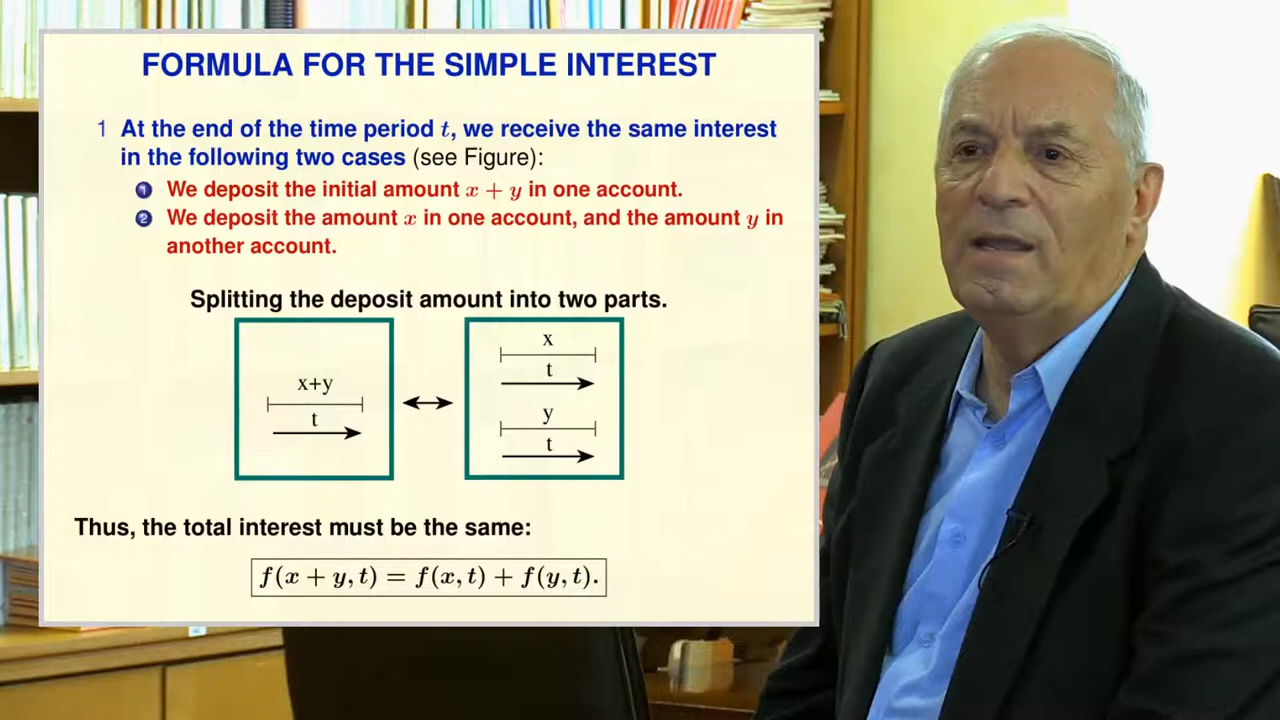 FORMULA FOR THE SIMPLE INTEREST
1 At the end of the time period t, we receive the same interest
in the following two cases (see Figure):
1 We deposit the initial amount x + y in one account.
2 We deposit the amount x in one account, and the amount y in
another account.
Splitting the deposit amount into two parts.
x+y
t
x
t
y
t
Thus, the total interest must be the same:
f(x + y, t) = f(x, t) + f(y, t).